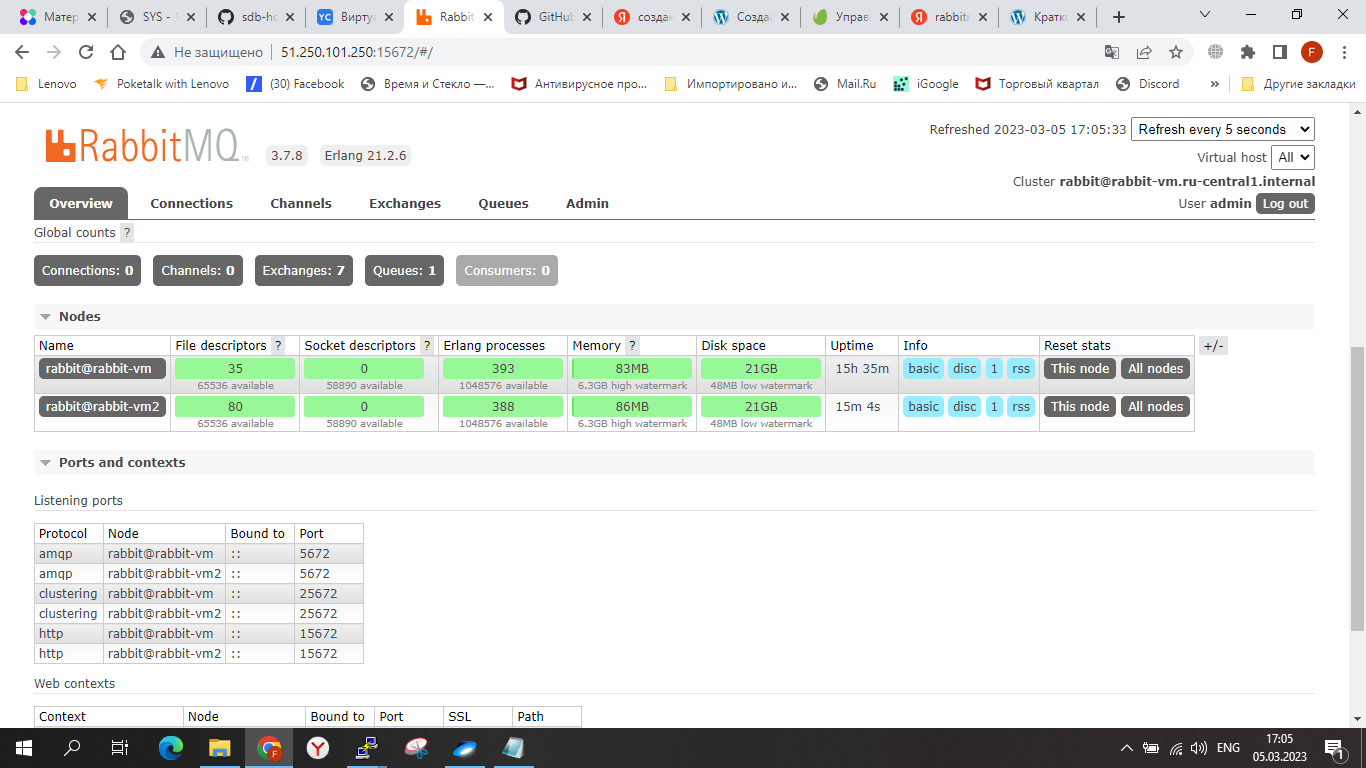 Матер SYS - 1 sdb-ho Виртуа Rabbit GitHub создан Создан Управл rabbitm Кратко
Не защищено 51.250.101.250:15672/#/
Lenovo Poketalk with Lenovo (30) Facebook Время и Стекло —... Антивирусное про... Импортировано и... Mail.Ru iGoogle Торговый квартал Discord » Другие закладки
Refreshed 2023-03-05 17:05:33 Refresh every 5 seconds
RabbitMQ TM 3.7.8 Erlang 21.2.6
Virtual host All
Cluster rabbit@rabbit-vm.ru-central1.internal
User admin Log out
Overview Connections Channels Exchanges Queues Admin
Global counts ?
Connections: 0 Channels: 0 Exchanges: 7 Queues: 1 Consumers: 0
Nodes
Name File descriptors ? Socket descriptors ? Erlang processes Memory ? Disk space Uptime Info Reset stats +/-
rabbit@rabbit-vm 35 0 393 83MB 21GB 15h 35m basic disc 1 rss This node All nodes
65536 available 58890 available 1048576 available 6.3GB high watermark 48MB low watermark
rabbit@rabbit-vm2 80 0 388 86MB 21GB 15m 4s basic disc 1 rss This node All nodes
65536 available 58890 available 1048576 available 6.3GB high watermark 48MB low watermark
Ports and contexts
Listening ports
Protocol Node Bound to Port
amqp rabbit@rabbit-vm :: 5672
amqp rabbit@rabbit-vm2 :: 5672
clustering rabbit@rabbit-vm :: 25672
clustering rabbit@rabbit-vm2 :: 25672
http rabbit@rabbit-vm :: 15672
http rabbit@rabbit-vm2 :: 15672
Web contexts
Context Node Bound to Port SSL Path
ENG 17:05
05.03.2023 1